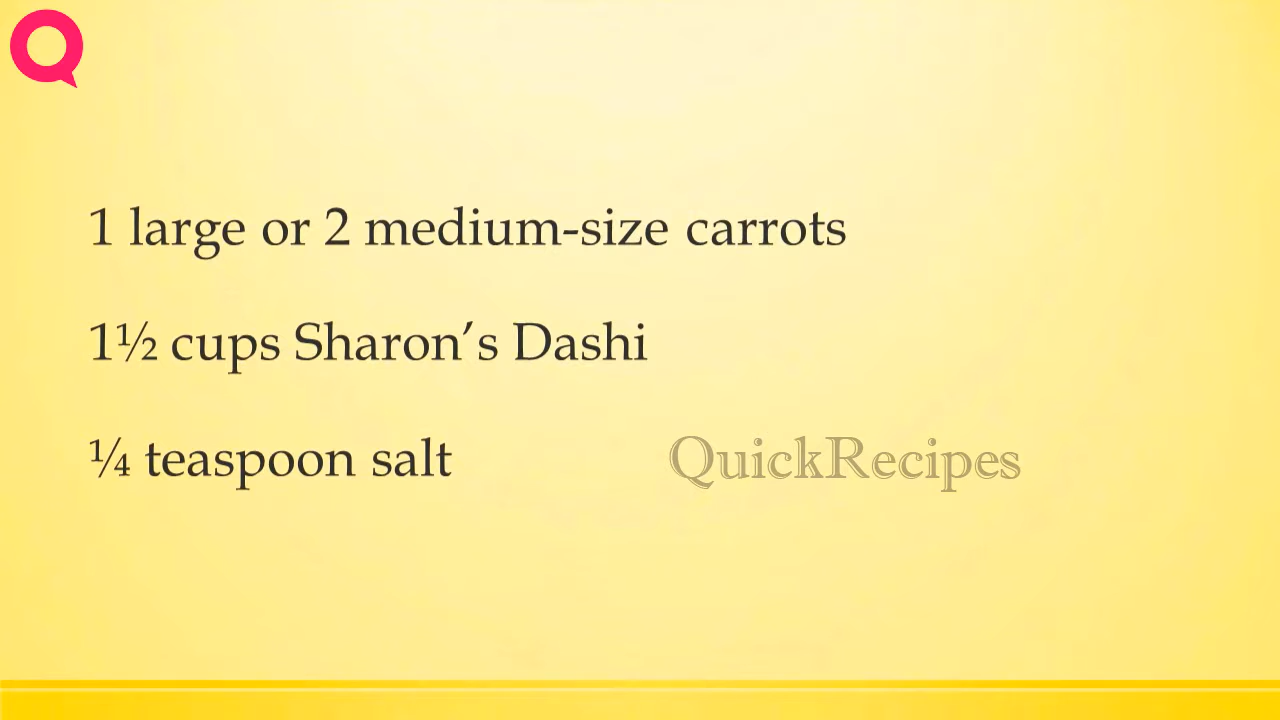 1 large or 2 medium-size carrots
1½ cups Sharon’s Dashi
¼ teaspoon salt
QuickRecipes